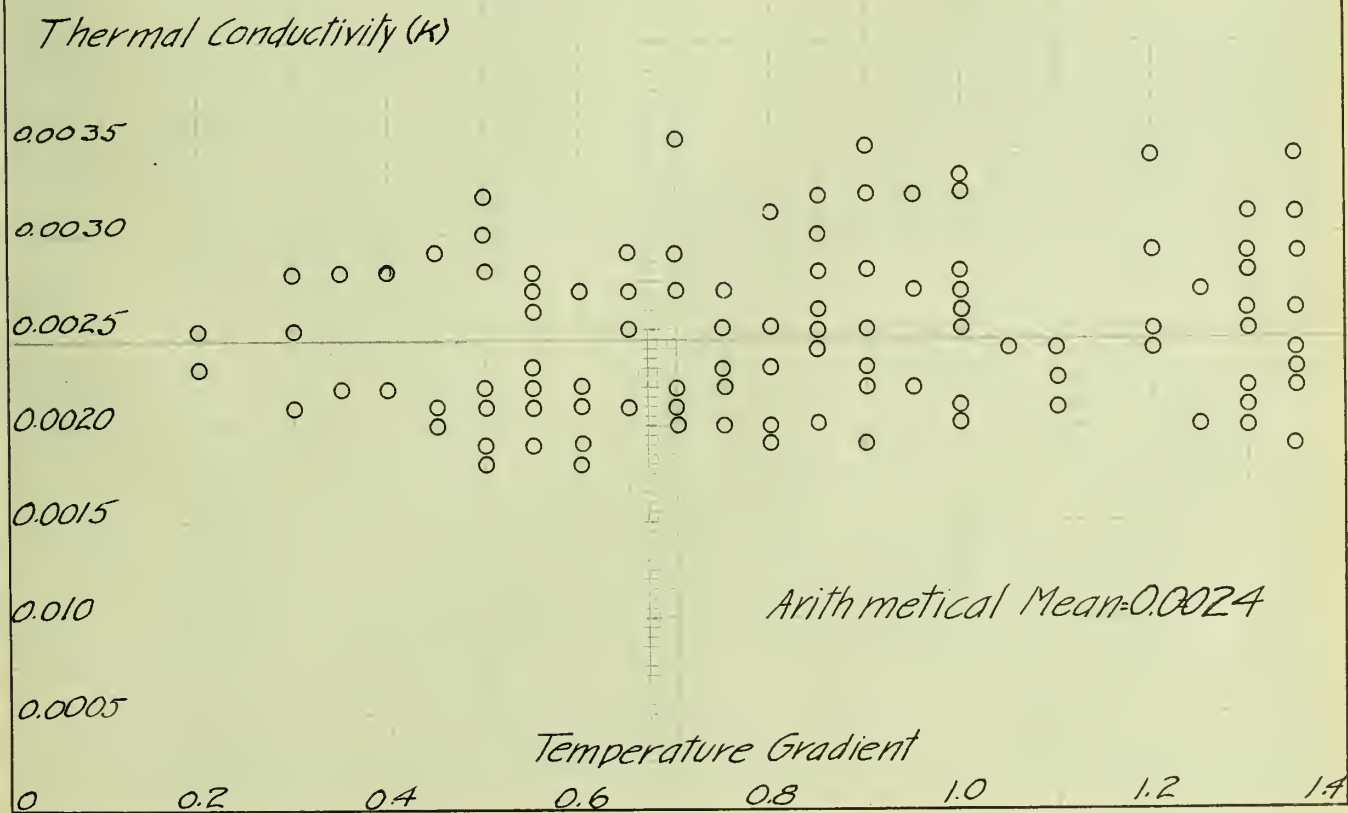 Thermal Conductivity (K)
0.0035
0.0030
0.0025
0.0020
0.0015
0.010
Arithmetical Mean=0.0024
0.0005
Temperature Gradient
0 0.2 0.4 0.6 0.8 1.0 1.2 1.4